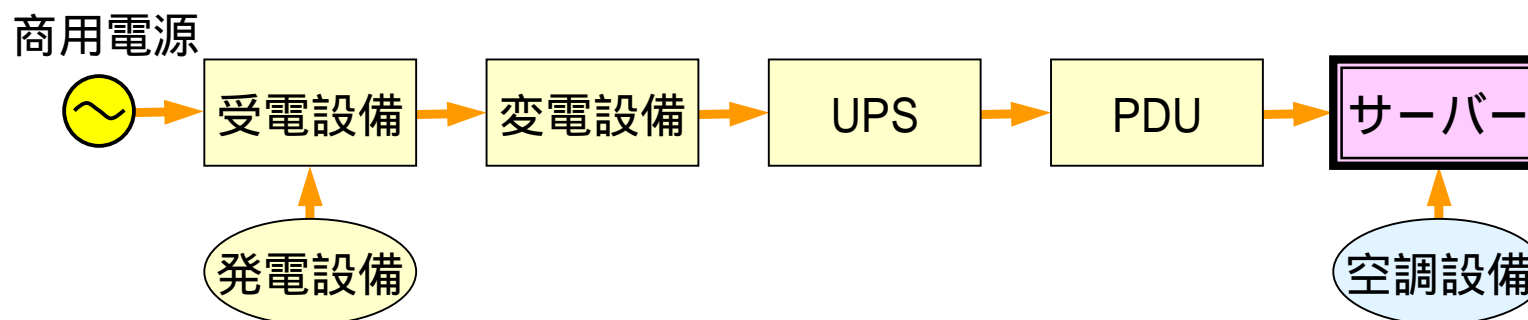 商用電源
受電設備
変電設備
UPS
PDU
サーバー
発電設備
空調設備